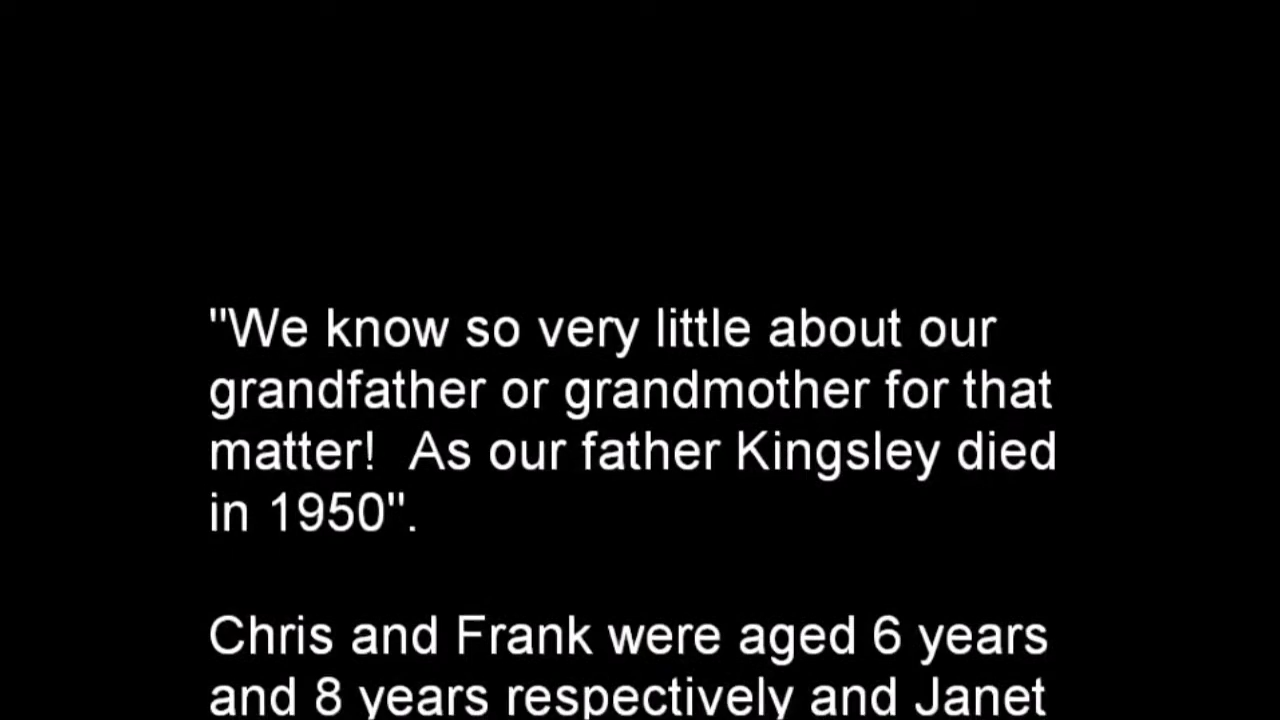 "We know so very little about our
grandfather or grandmother for that
matter!  As our father Kingsley died
in 1950".
Chris and Frank were aged 6 years
and 8 years respectively and Janet